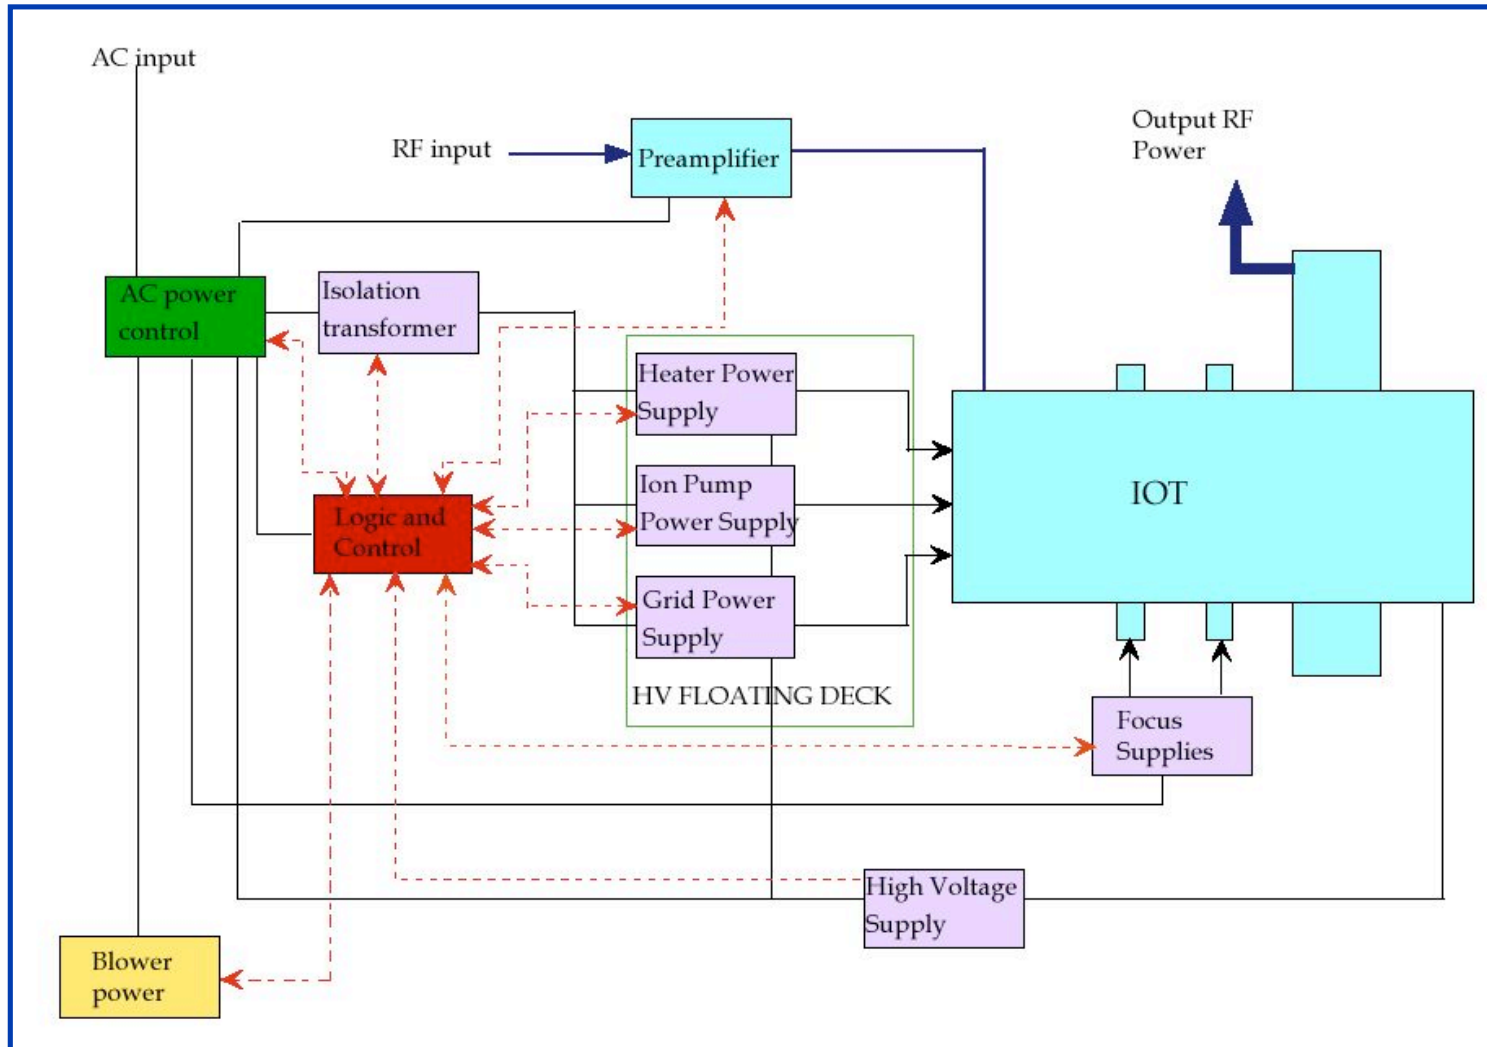 AC input
RF input
Preamplifier
Output RF
Power
AC power
control
Isolation
transformer
Heater Power
Supply
Ion Pump
Power Supply
Grid Power
Supply
HV FLOATING DECK
IOT
Logic and
Control
Focus
Supplies
High Voltage
Supply
Blower
power